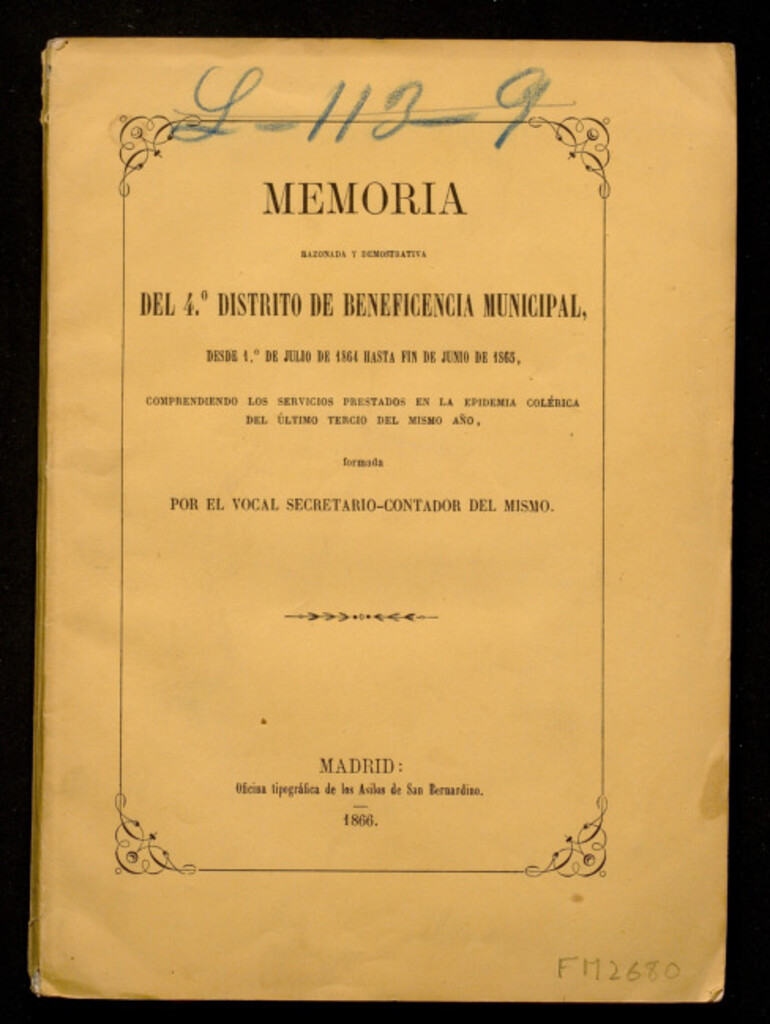 L-113-9
MEMORIA
RAZONADA Y DEMOSTRATIVA
DEL 4.º DISTRITO DE BENEFICENCIA MUNICIPAL,
DESDE 1.º DE JULIO DE 1864 HASTA FIN DE JUNIO DE 1865,
COMPRENDIENDO LOS SERVICIOS PRESTADOS EN LA EPIDEMIA COLÉRICA
DEL ÚLTIMO TERCIO DEL MISMO AÑO,
formada
POR EL VOCAL SECRETARIO-CONTADOR DEL MISMO.
MADRID:
Oficina tipográfica de los Asilos de San Bernardino.
1866.
FM2680